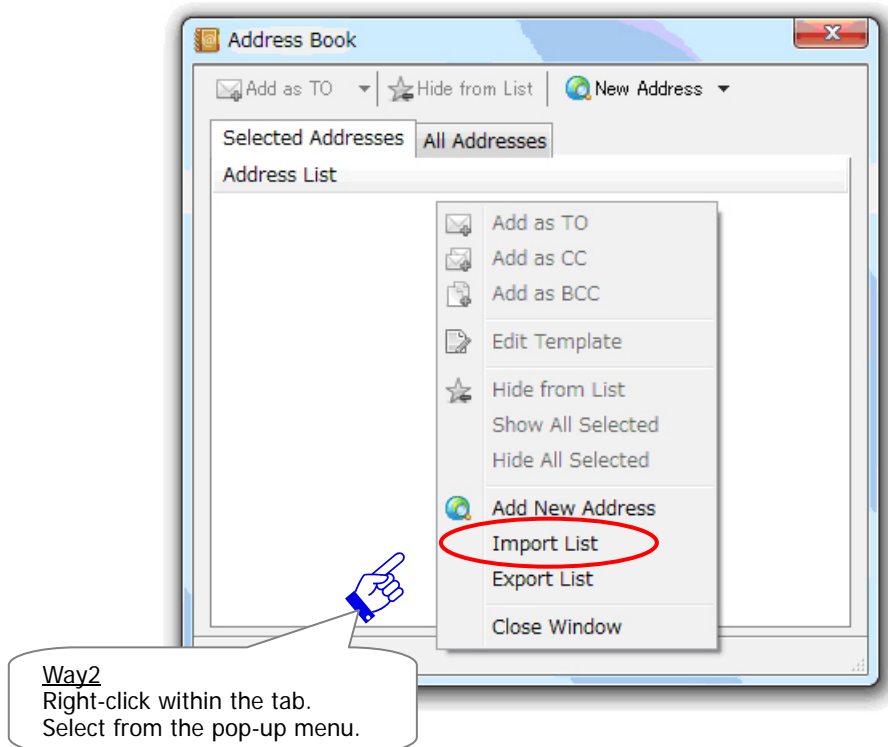 Address Book
Add as TO Hide from List New Address
Selected Addresses All Addresses
Address List
Add as TO
Add as CC
Add as BCC
Edit Template
Hide from List
Show All Selected
Hide All Selected
Add New Address
Import List
Export List
Close Window
Way2
Right-click within the tab.
Select from the pop-up menu.